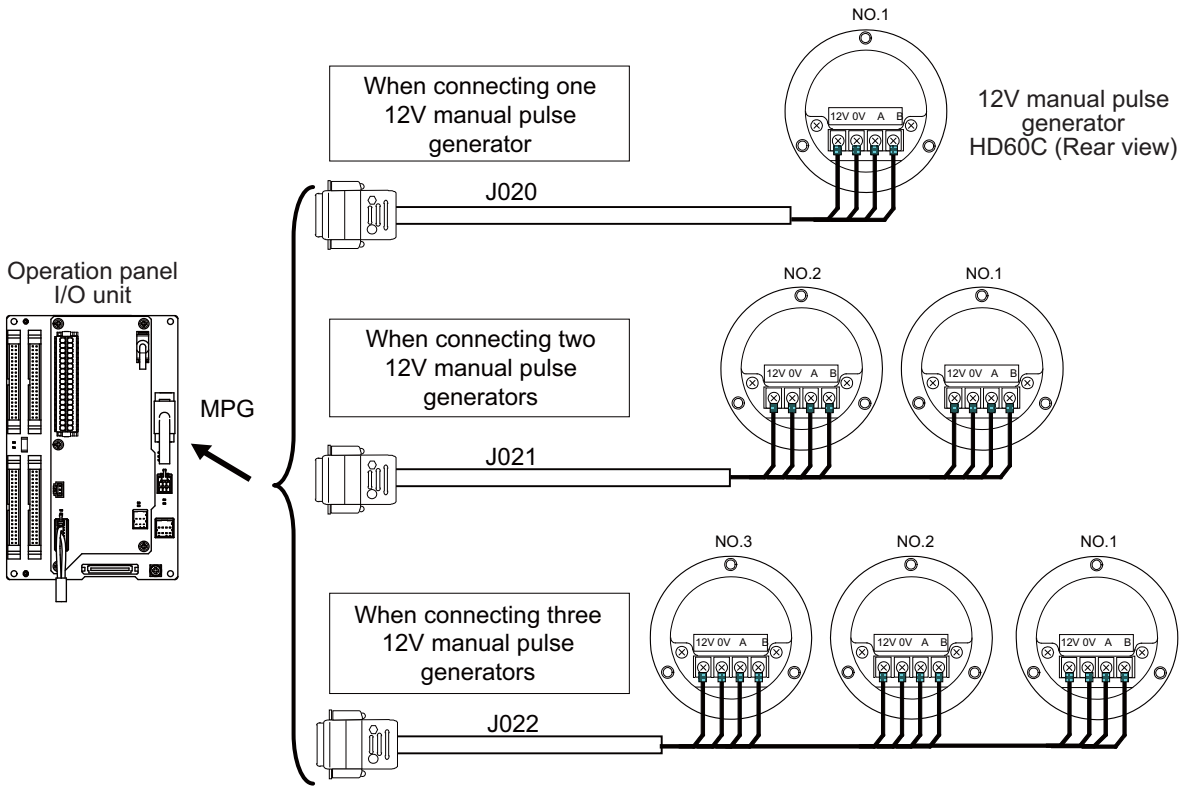 NO.1
When connecting one
12V manual pulse
generator
12V 0V A B
12V manual pulse
generator
HD60C (Rear view)
J020
Operation panel
I/O unit
MPG
NO.2
NO.1
When connecting two
12V manual pulse
generators
12V 0V A B
12V 0V A B
J021
NO.3
NO.2
NO.1
When connecting three
12V manual pulse
generators
12V 0V A B
12V 0V A B
12V 0V A B
J022